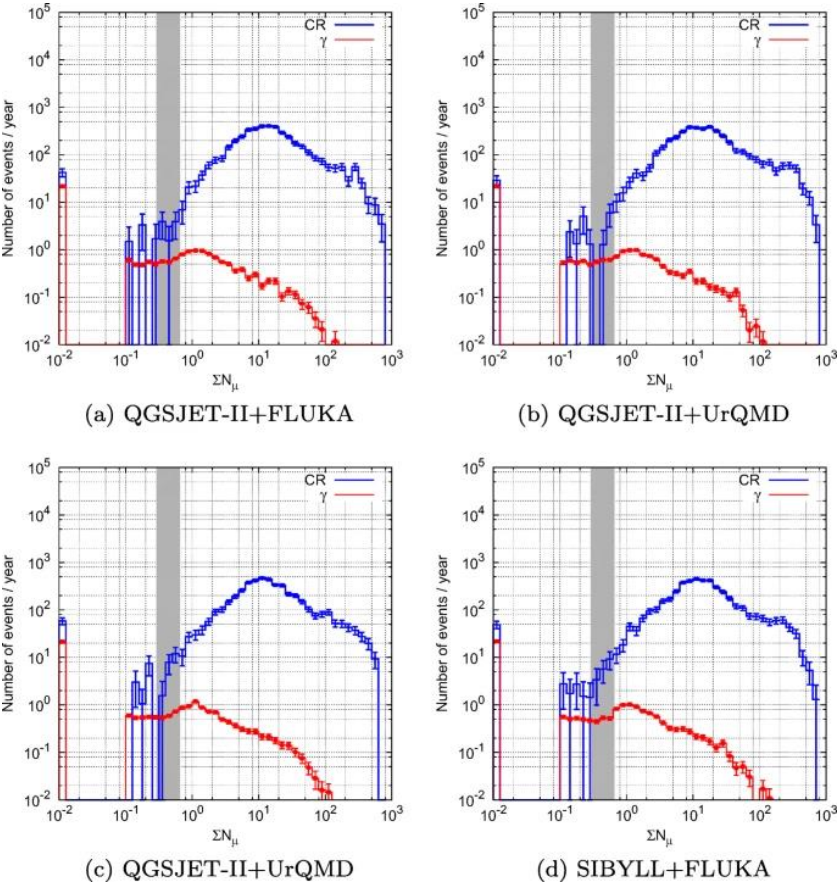 10^5
10^4
10^3
10^2
10^1
10^0
10^-1
10^-2
Number of events / year
CR
γ
10^-2 10^-1 10^0 10^1 10^2 10^3
ΣN_μ
(a) QGSJET-II+FLUKA
10^5
10^4
10^3
10^2
10^1
10^0
10^-1
10^-2
Number of events / year
CR
γ
10^-2 10^-1 10^0 10^1 10^2 10^3
ΣN_μ
(b) QGSJET-II+UrQMD
10^5
10^4
10^3
10^2
10^1
10^0
10^-1
10^-2
Number of events / year
CR
γ
10^-2 10^-1 10^0 10^1 10^2 10^3
ΣN_μ
(c) QGSJET-II+UrQMD
10^5
10^4
10^3
10^2
10^1
10^0
10^-1
10^-2
Number of events / year
CR
γ
10^-2 10^-1 10^0 10^1 10^2 10^3
ΣN_μ
(d) SIBYLL+FLUKA